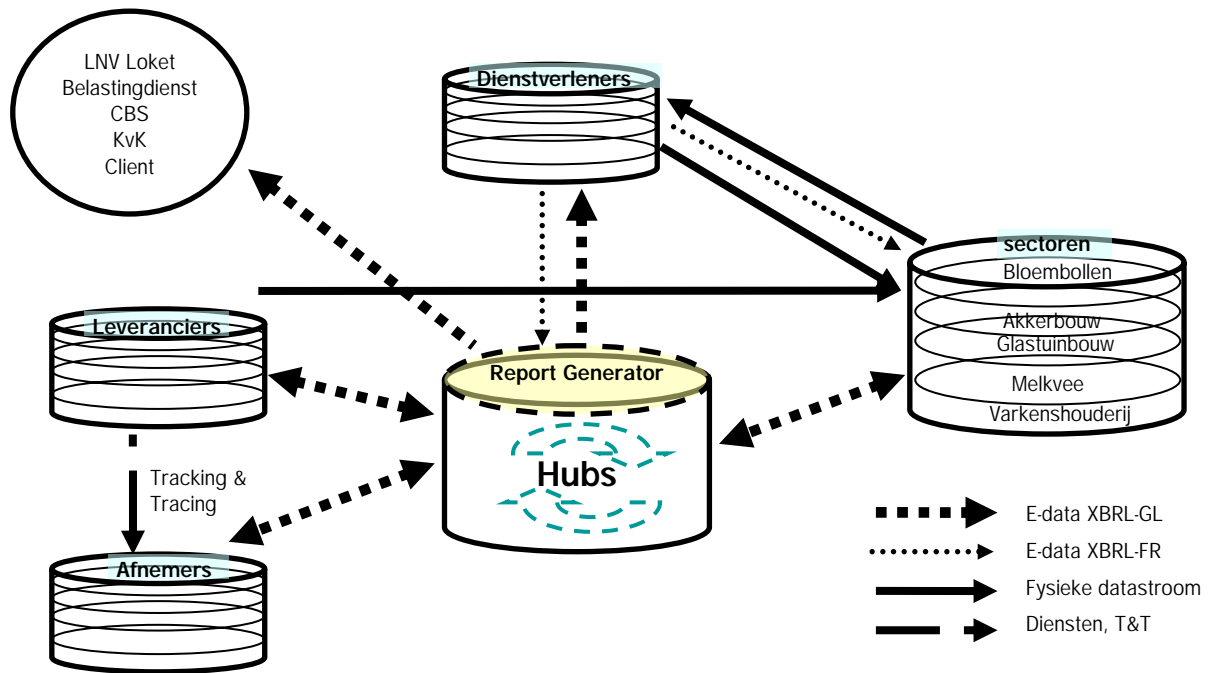 LNV Loket
Belastingdienst
CBS
KvK
Client
Dienstverleners
sectoren
Bloembollen
Akkerbouw
Glastuinbouw
Melkvee
Varkenshouderij
Leveranciers
Report Generator
Hubs
Tracking &
Tracing
Afnemers
E-data XBRL-GL
E-data XBRL-FR
Fysieke datastroom
Diensten, T&T